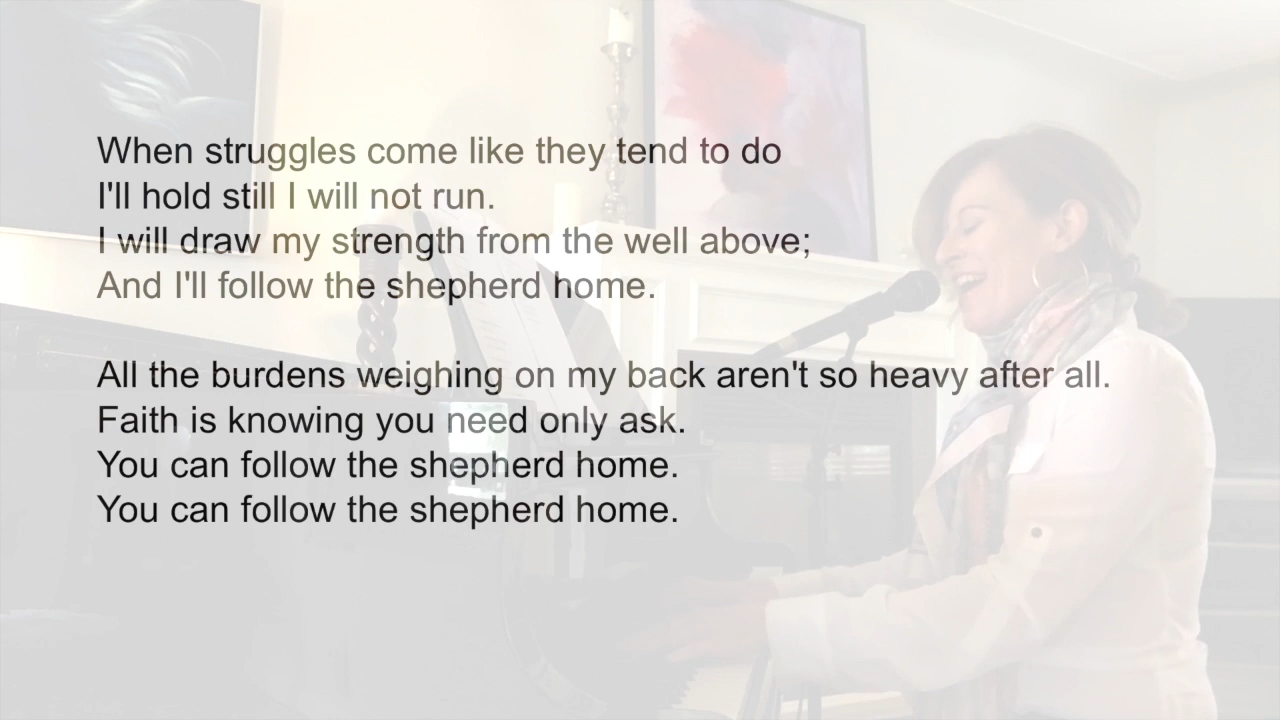 When struggles come like they tend to do
I'll hold still I will not run.
I will draw my strength from the well above;
And I'll follow the shepherd home.
All the burdens weighing on my back aren't so heavy after all.
Faith is knowing you need only ask.
You can follow the shepherd home.
You can follow the shepherd home.